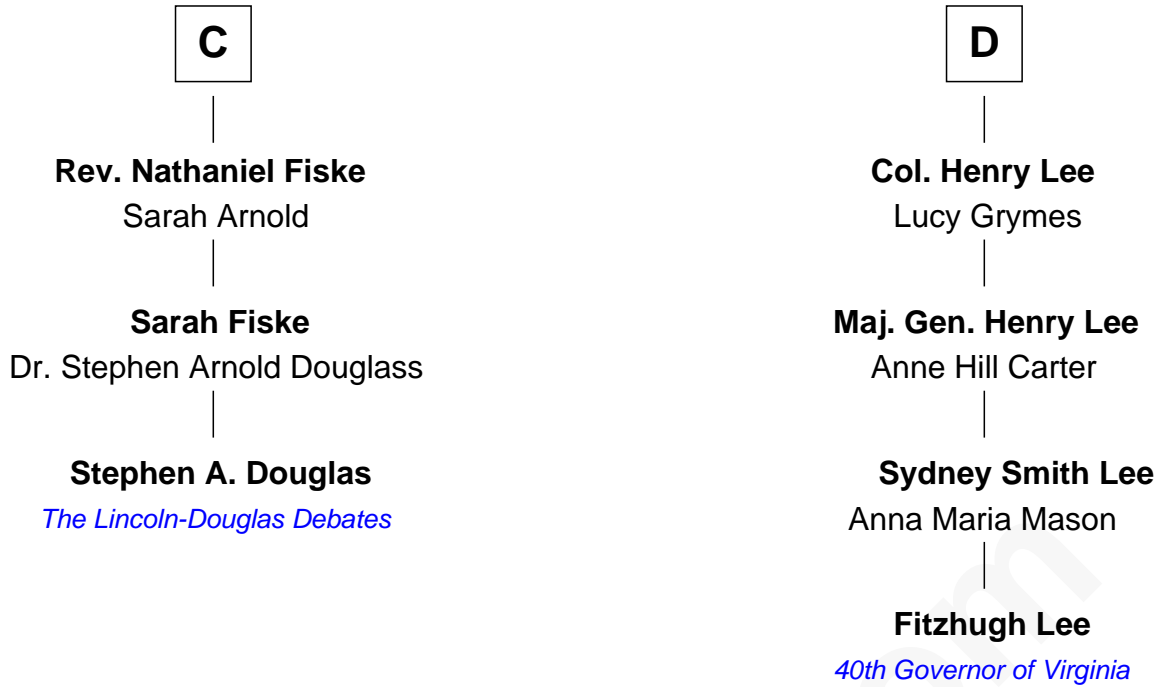 C
Rev. Nathaniel Fiske
Sarah Arnold
Sarah Fiske
Dr. Stephen Arnold Douglass
Stephen A. Douglas
The Lincoln-Douglas Debates
D
Col. Henry Lee
Lucy Grymes
Maj. Gen. Henry Lee
Anne Hill Carter
Sydney Smith Lee
Anna Maria Mason
Fitzhugh Lee
40th Governor of Virginia